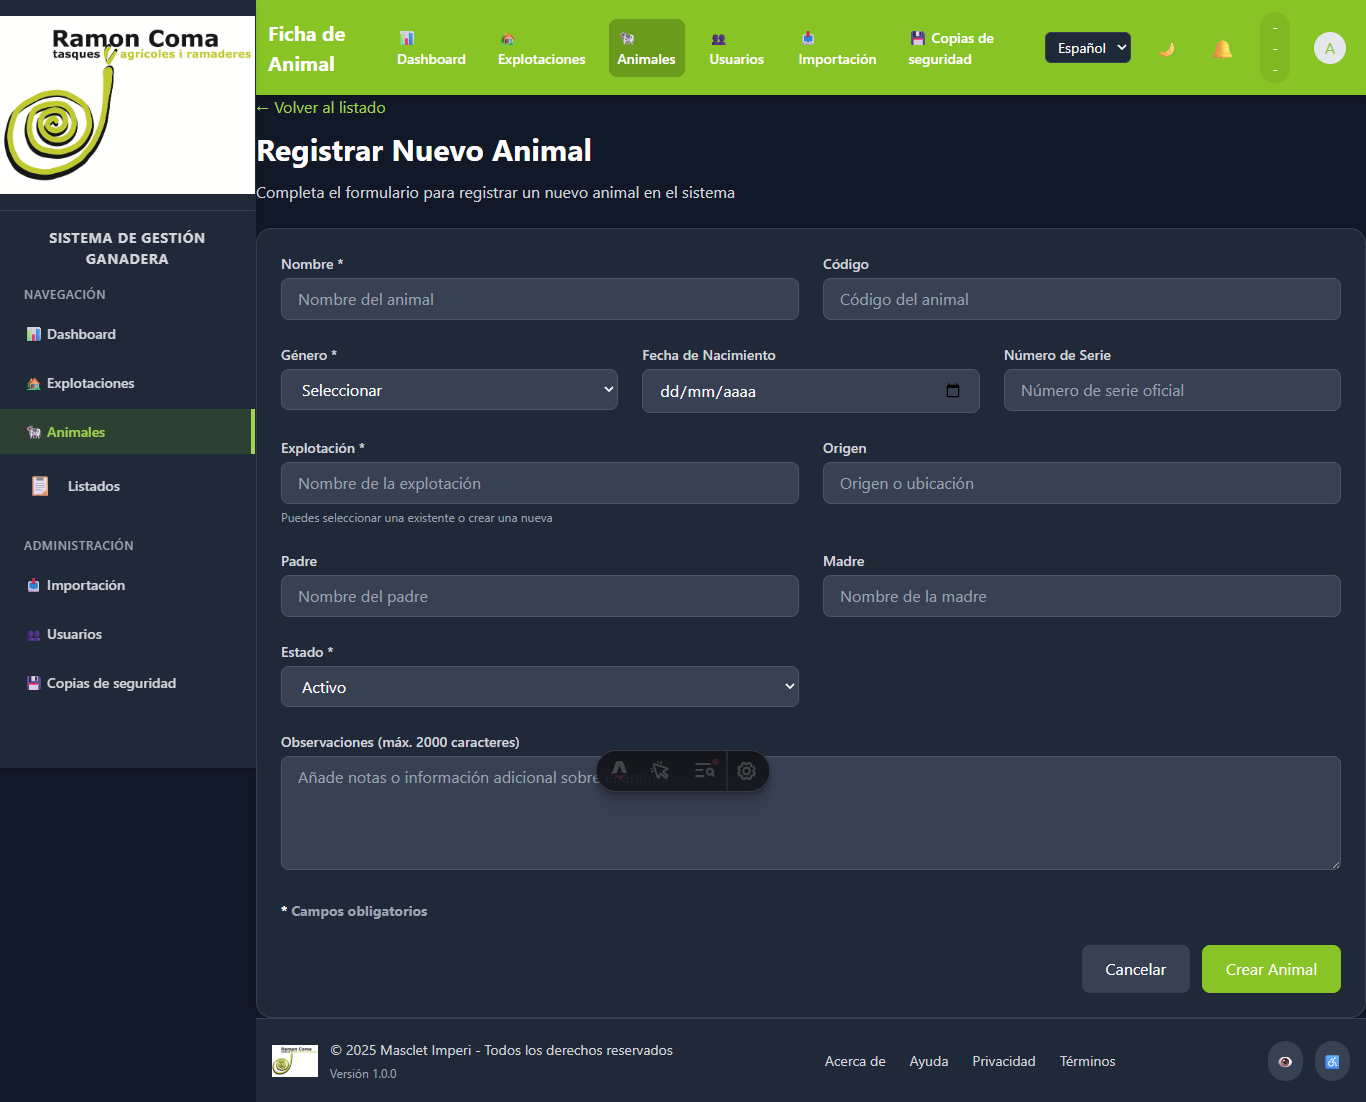 Ramon Coma
tasques agrícoles i ramaderes
SISTEMA DE GESTIÓN
GANADERA
NAVEGACIÓN
Dashboard
Explotaciones
Animales
Listados
ADMINISTRACIÓN
Importación
Usuarios
Copias de seguridad
Ficha de
Animal
Dashboard
Explotaciones
Animales
Usuarios
Importación
Copias de
seguridad
Español
-
-
-
A
← Volver al listado
Registrar Nuevo Animal
Completa el formulario para registrar un nuevo animal en el sistema
Nombre *
Nombre del animal
Código
Código del animal
Género *
Seleccionar
Fecha de Nacimiento
dd/mm/aaaa
Número de Serie
Número de serie oficial
Explotación *
Nombre de la explotación
Puedes seleccionar una existente o crear una nueva
Origen
Origen o ubicación
Padre
Nombre del padre
Madre
Nombre de la madre
Estado *
Activo
Observaciones (máx. 2000 caracteres)
Añade notas o información adicional sobre
* Campos obligatorios
Cancelar
Crear Animal
Ramon Coma
© 2025 Masclet Imperi - Todos los derechos reservados
Versión 1.0.0
Acerca de
Ayuda
Privacidad
Términos